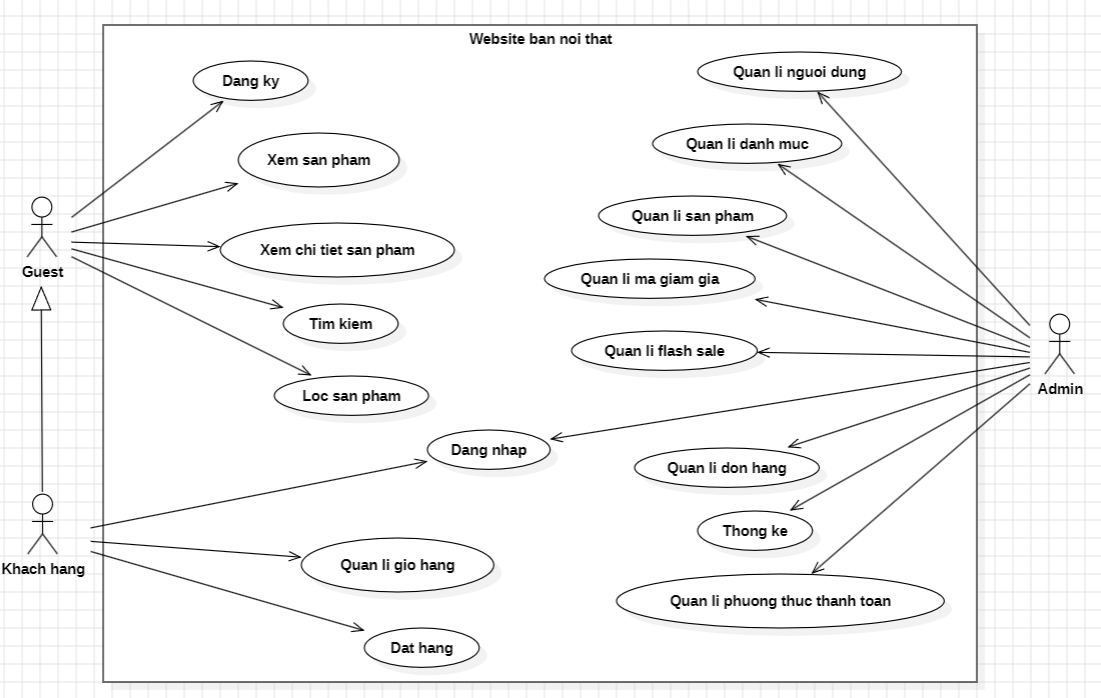 Website ban noi that
Dang ky
Xem san pham
Xem chi tiet san pham
Tim kiem
Loc san pham
Dang nhap
Quan li gio hang
Dat hang
Quan li nguoi dung
Quan li danh muc
Quan li san pham
Quan li ma giam gia
Quan li flash sale
Quan li don hang
Thong ke
Quan li phuong thuc thanh toan
Guest
Khach hang
Admin